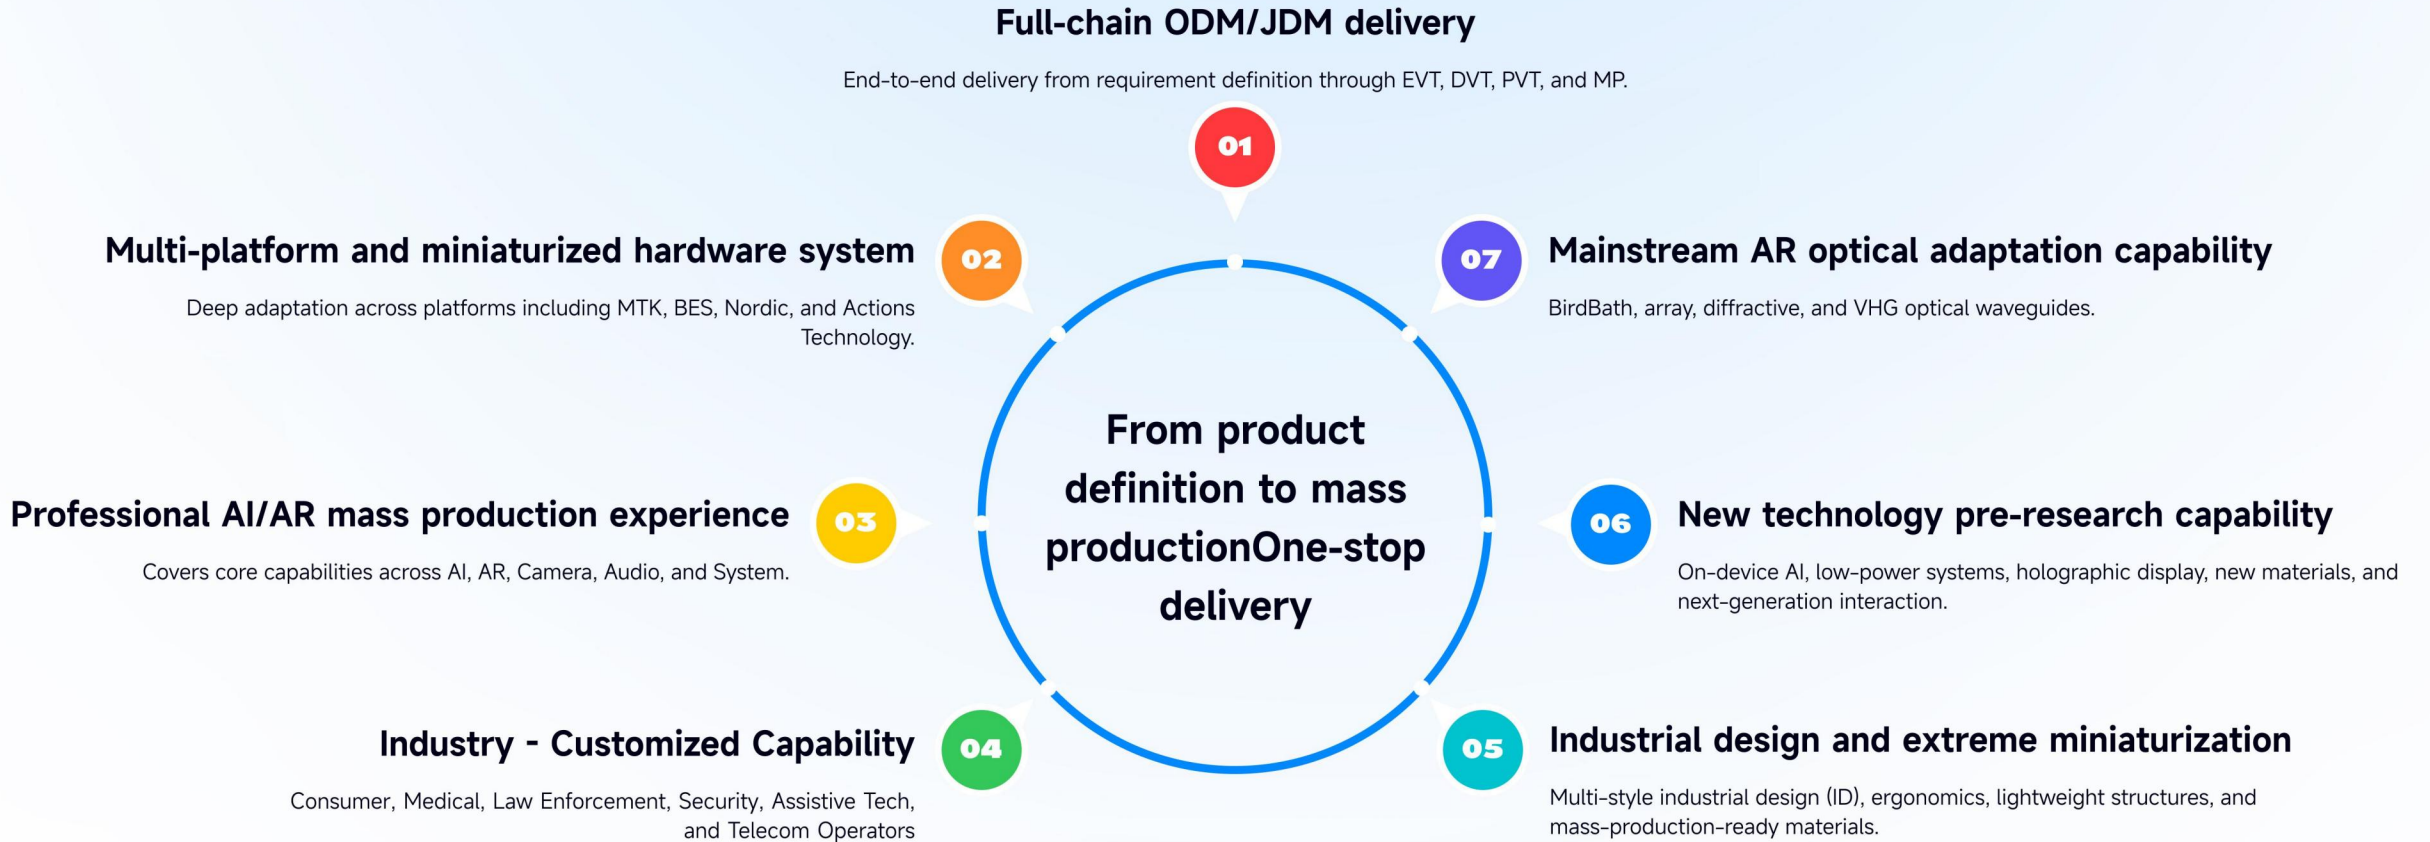 Full-chain ODM/JDM delivery
End-to-end delivery from requirement definition through EVT, DVT, PVT, and MP.
01
Multi-platform and miniaturized hardware system
Deep adaptation across platforms including MTK, BES, Nordic, and Actions
Technology.
02
Professional AI/AR mass production experience
Covers core capabilities across AI, AR, Camera, Audio, and System.
03
Industry - Customized Capability
Consumer, Medical, Law Enforcement, Security, Assistive Tech,
and Telecom Operators
04
From product
definition to mass
productionOne-stop
delivery
05
Industrial design and extreme miniaturization
Multi-style industrial design (ID), ergonomics, lightweight structures, and
mass-production-ready materials.
06
New technology pre-research capability
On-device AI, low-power systems, holographic display, new materials, and
next-generation interaction.
07
Mainstream AR optical adaptation capability
BirdBath, array, diffractive, and VHG optical waveguides.